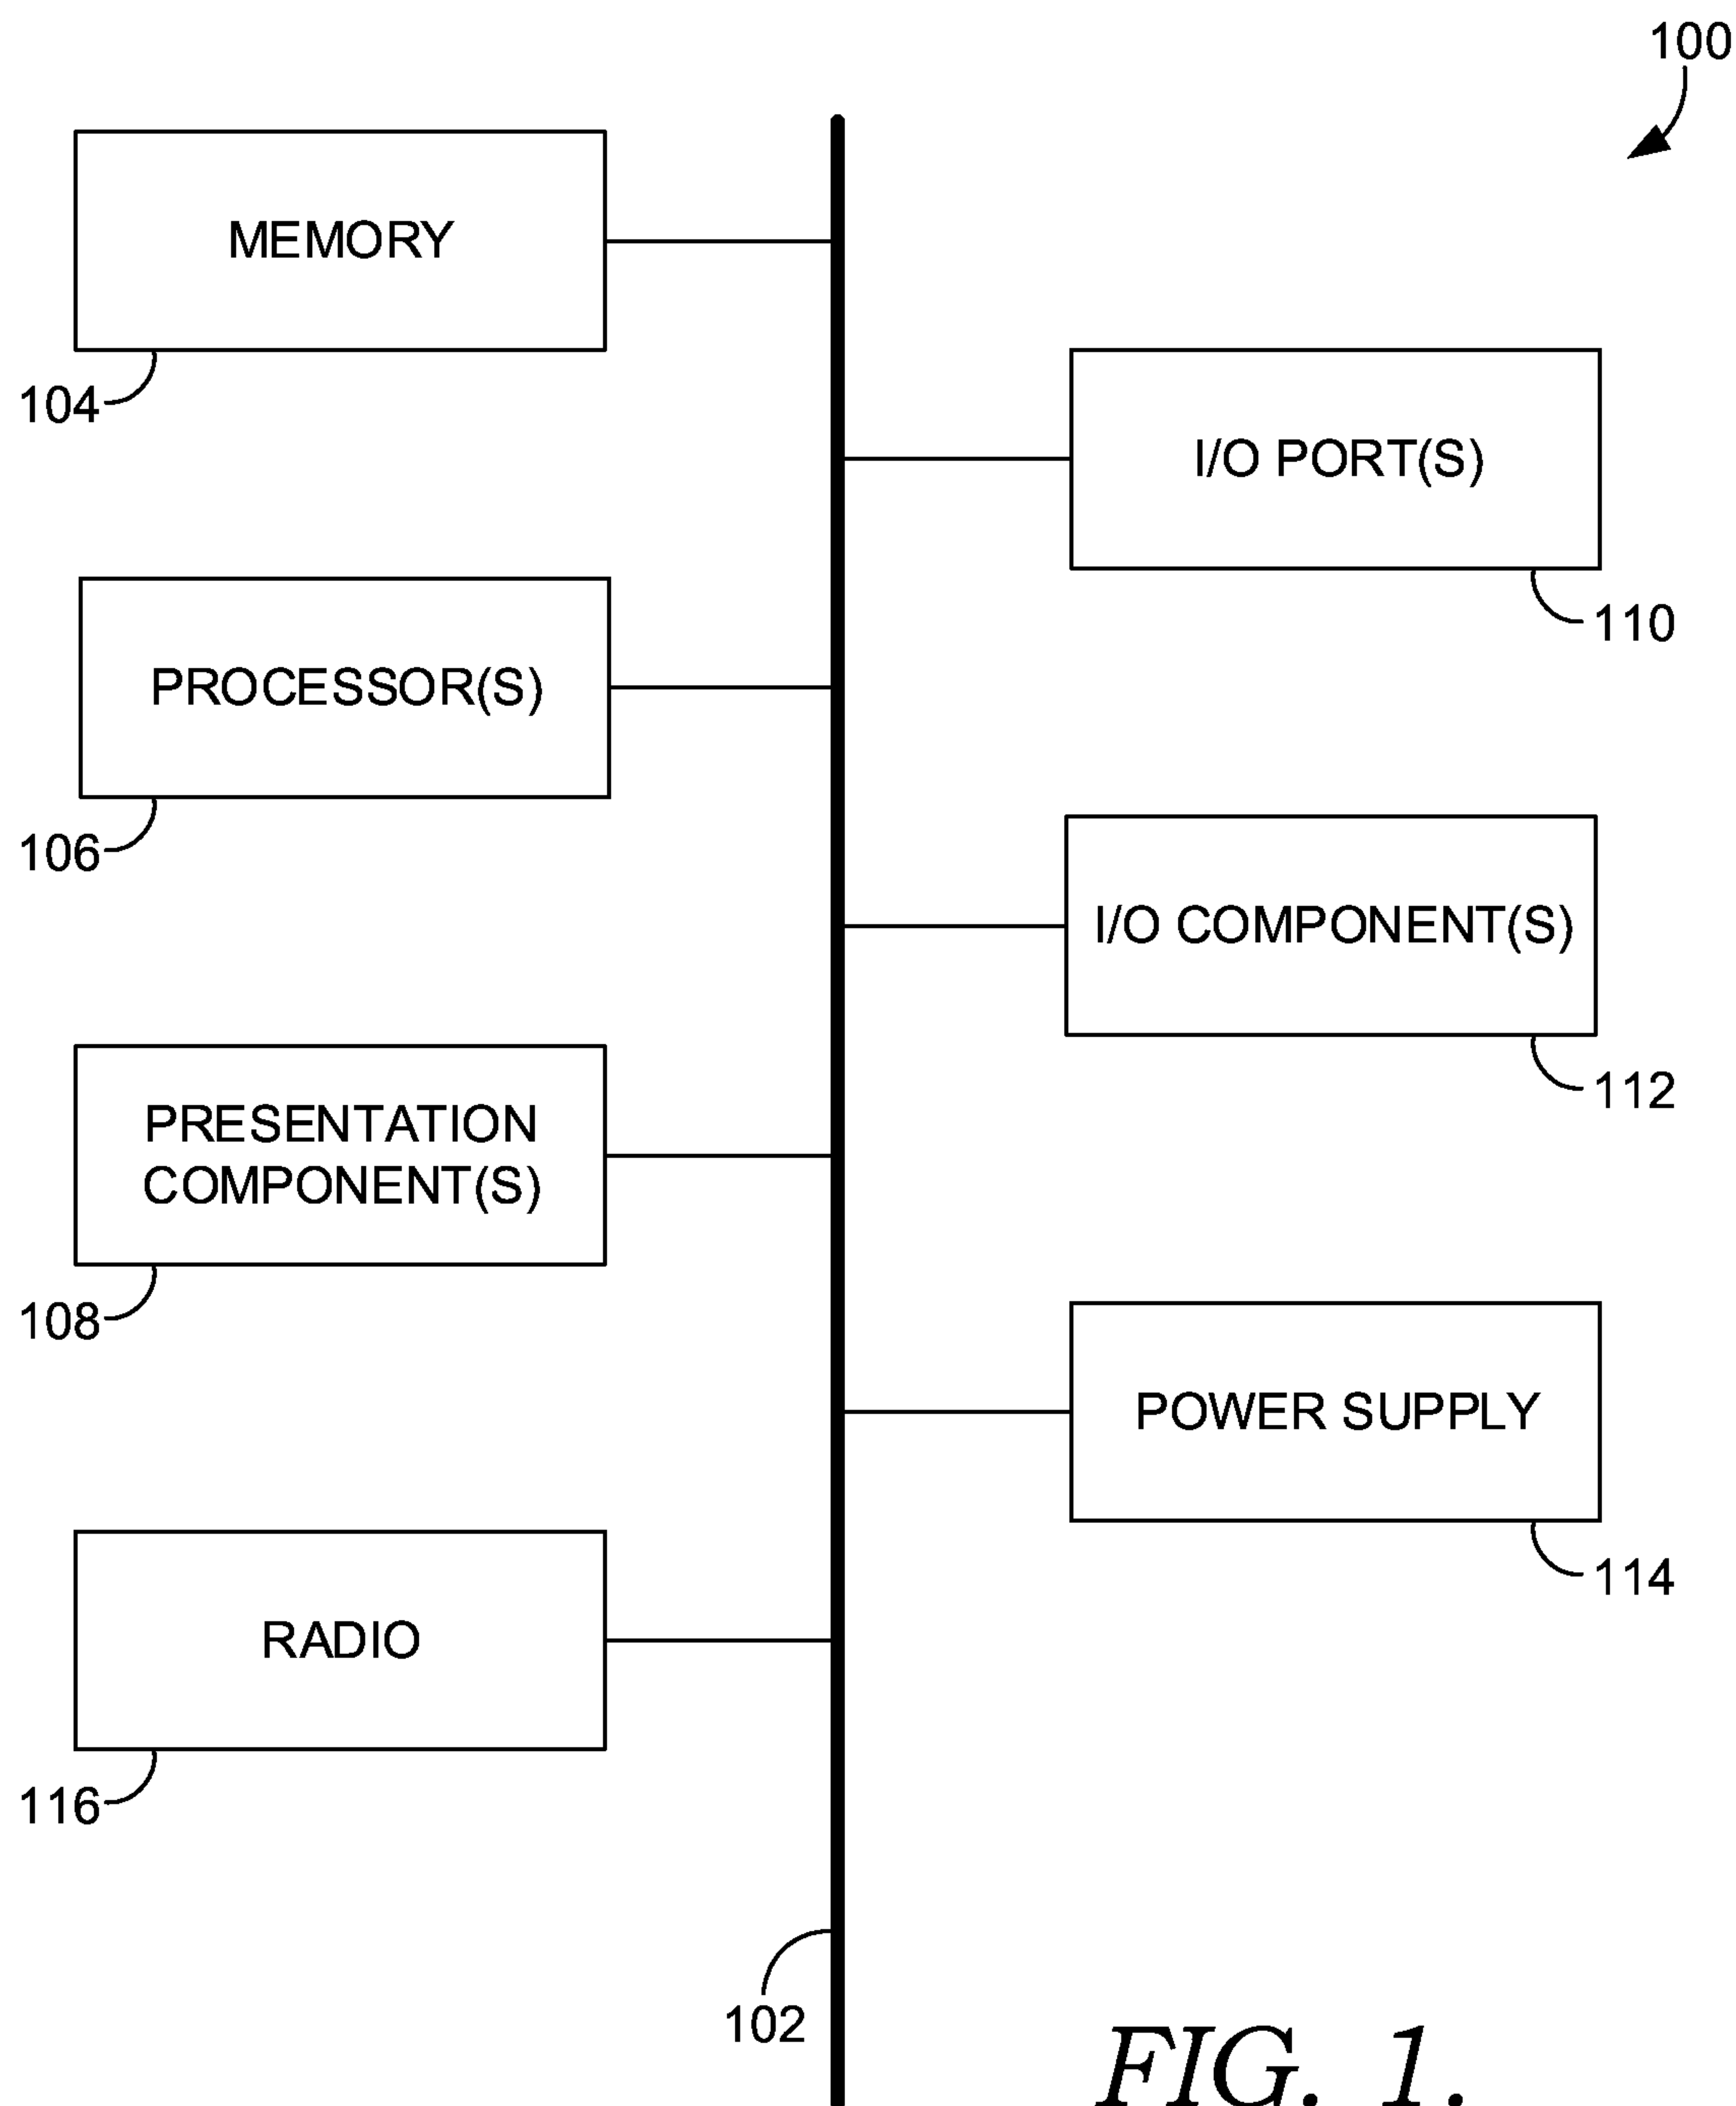 100
MEMORY
104
I/O PORT(S)
110
PROCESSOR(S)
106
I/O COMPONENT(S)
112
PRESENTATION
COMPONENT(S)
108
POWER SUPPLY
114
RADIO
116
102
FIG. 1.